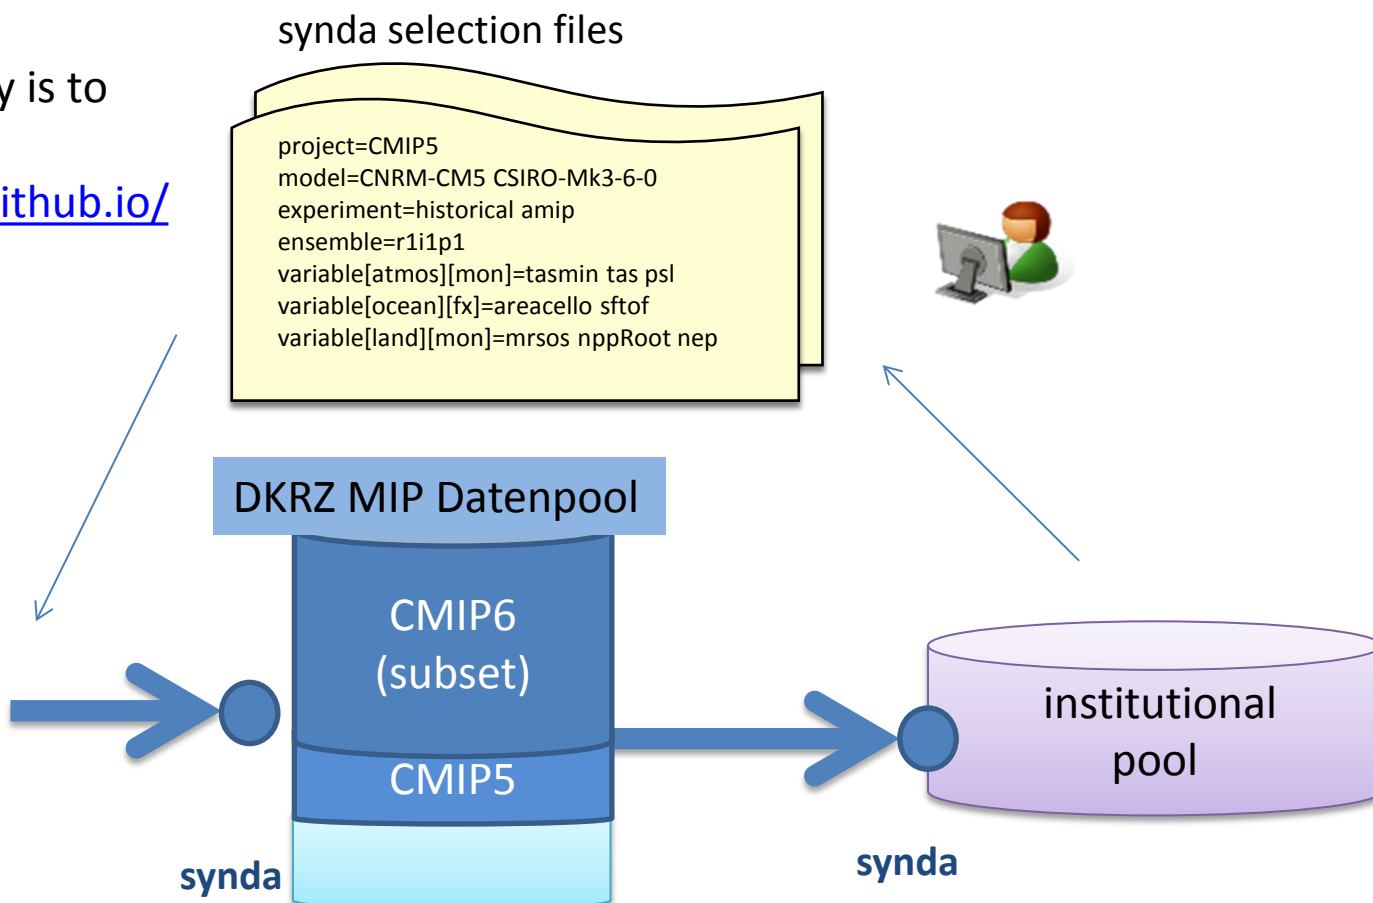 synda selection files
y is to
ithub.io/
project=CMIP5
model=CNRM-CM5 CSIRO-Mk3-6-0
experiment=historical amip
ensemble=r1i1p1
variable[atmos][mon]=tasmin tas psl
variable[ocean][fx]=areacello sftof
variable[land][mon]=mrsos nppRoot nep
DKRZ MIP Datenpool
CMIP6
(subset)
CMIP5
institutional
pool
synda
synda